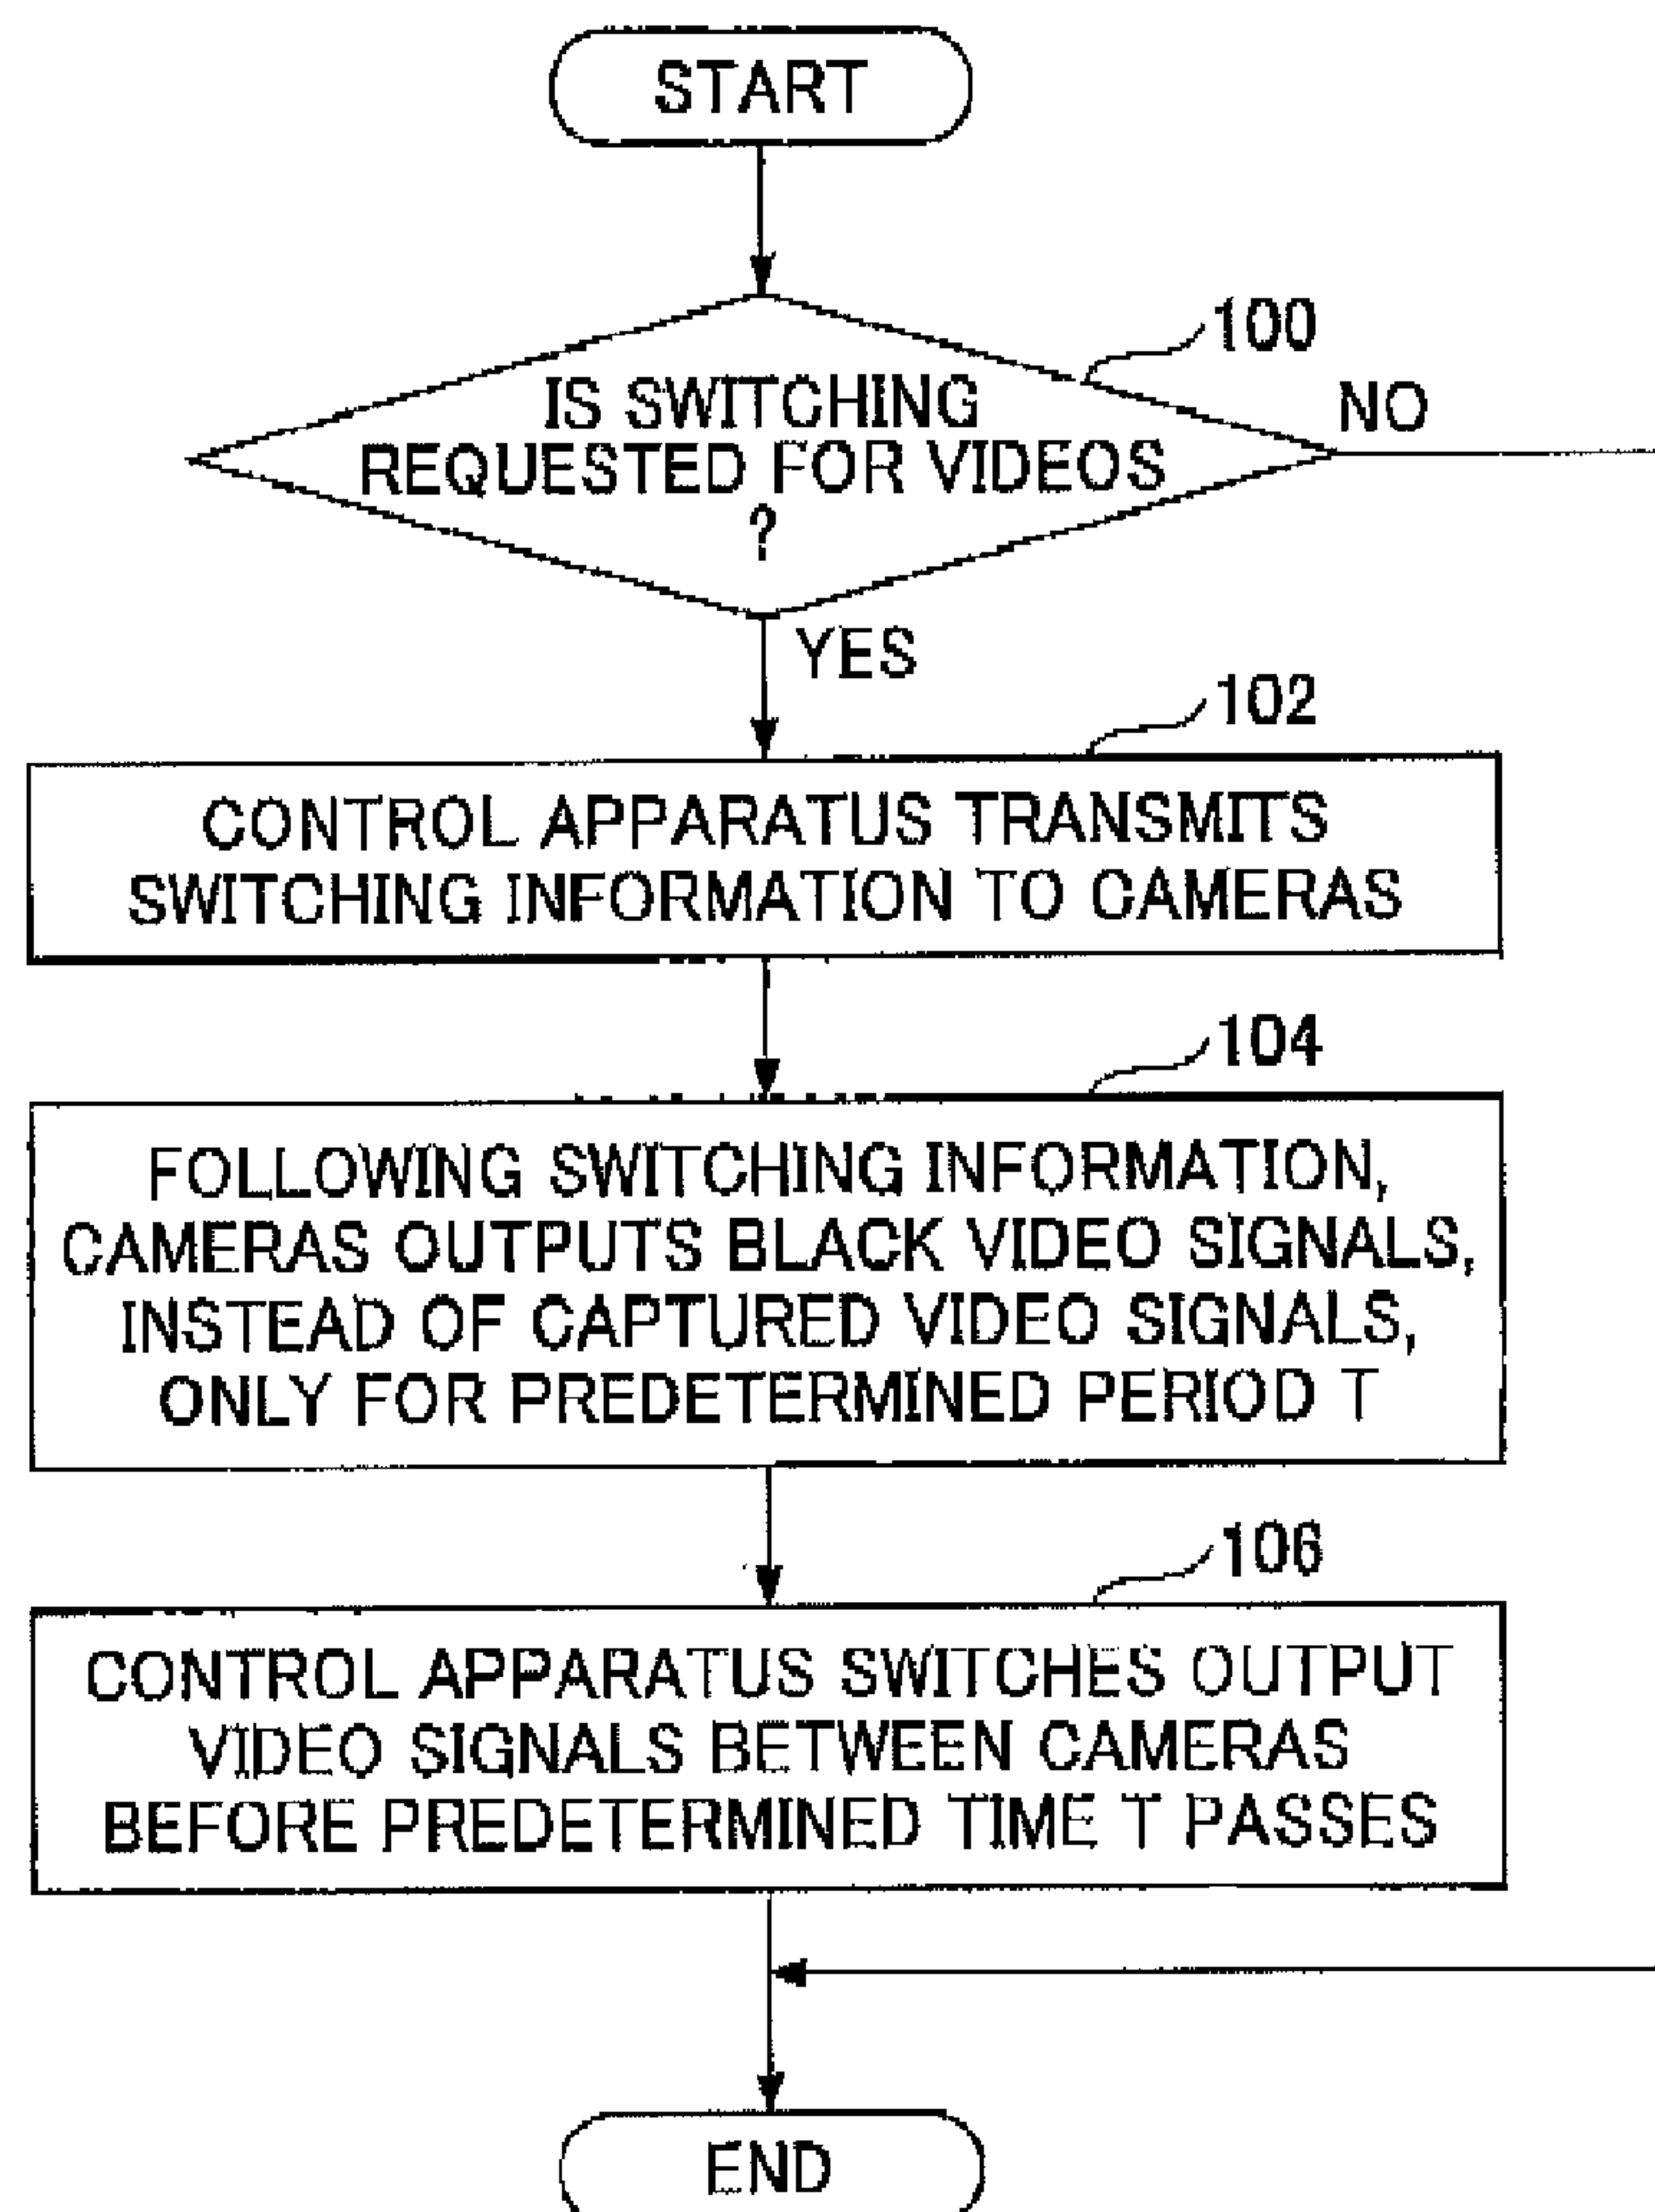 START
100
IS SWITCHING
REQUESTED FOR VIDEOS
?
NO
YES
102
CONTROL APPARATUS TRANSMITS
SWITCHING INFORMATION TO CAMERAS
104
FOLLOWING SWITCHING INFORMATION,
CAMERAS OUTPUTS BLACK VIDEO SIGNALS,
INSTEAD OF CAPTURED VIDEO SIGNALS,
ONLY FOR PREDETERMINED PERIOD T
106
CONTROL APPARATUS SWITCHES OUTPUT
VIDEO SIGNALS BETWEEN CAMERAS
BEFORE PREDETERMINED TIME T PASSES
END